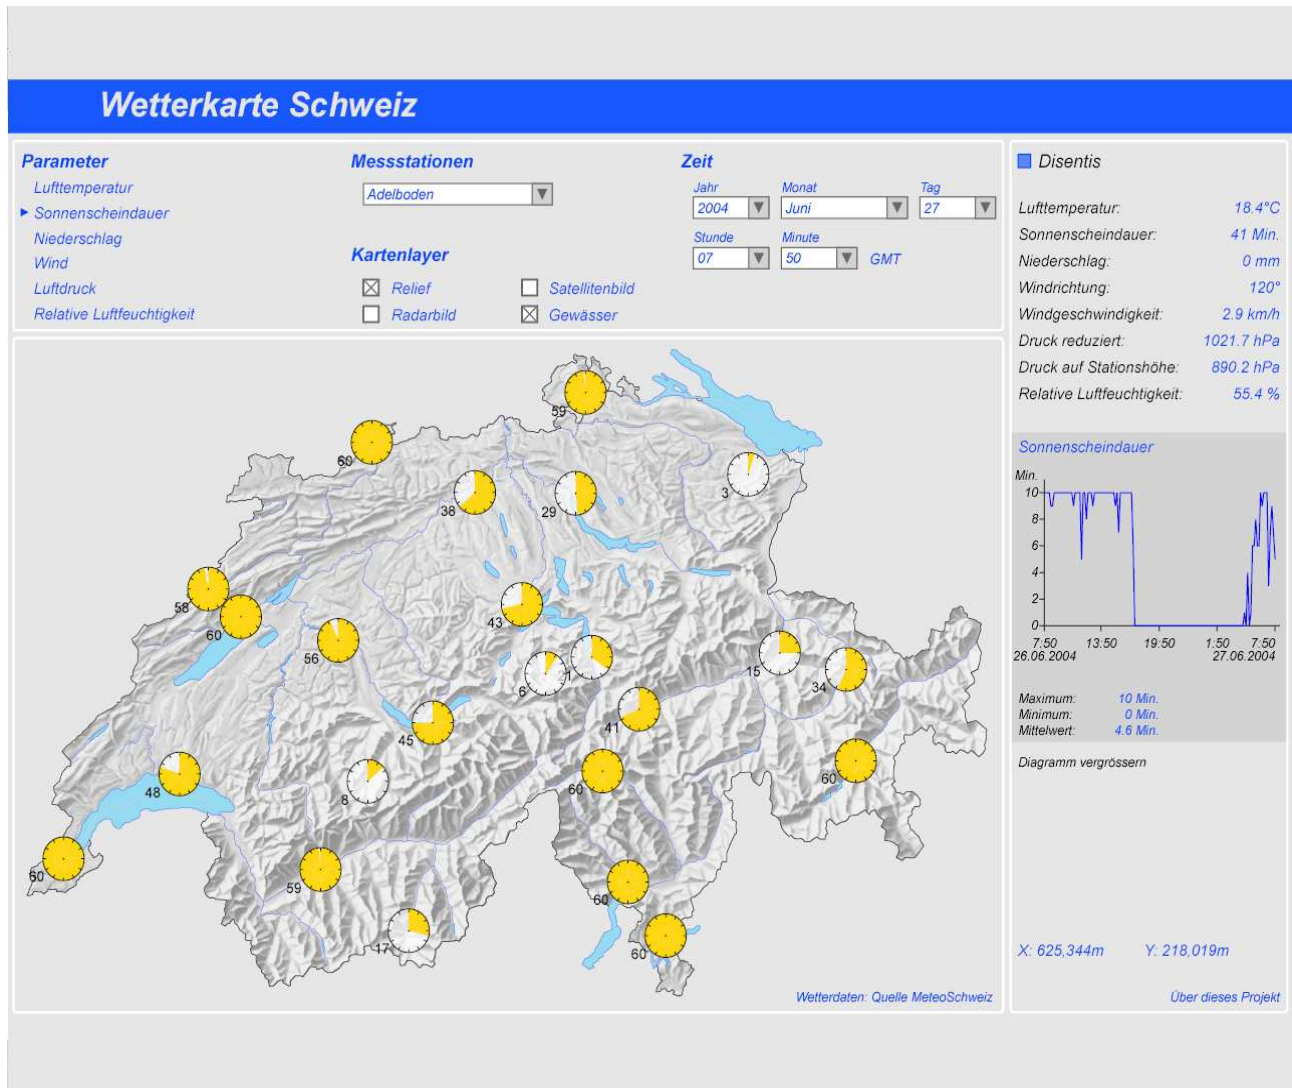 Wetterkarte Schweiz
Parameter
Lufttemperatur
Sonnenscheindauer
Niederschlag
Wind
Luftdruck
Relative Luftfeuchtigkeit
Messstationen
Adelboden
Kartenlayer
Relief
Satellitenbild
Radarbild
Gewässer
Zeit
Jahr Monat Tag
2004 Juni 27
Stunde Minute
07 50 GMT
59
60
3
38
29
58
60
43
56
6
1
15
34
41
45
48
8
60
60
60
59
60
17
60
Wetterdaten: Quelle MeteoSchweiz
Disentis
Lufttemperatur: 18.4°C
Sonnenscheindauer: 41 Min.
Niederschlag: 0 mm
Windrichtung: 120°
Windgeschwindigkeit: 2.9 km/h
Druck reduziert: 1021.7 hPa
Druck auf Stationshöhe: 890.2 hPa
Relative Luftfeuchtigkeit: 55.4 %
Sonnenscheindauer
Min.
10
8
6
4
2
0
7:50 13:50 19:50 1:50 7:50
26.06.2004 27.06.2004
Maximum: 10 Min.
Minimum: 0 Min.
Mittelwert: 4.6 Min.
Diagramm vergrössern
X: 625,344m Y: 218,019m
Über dieses Projekt